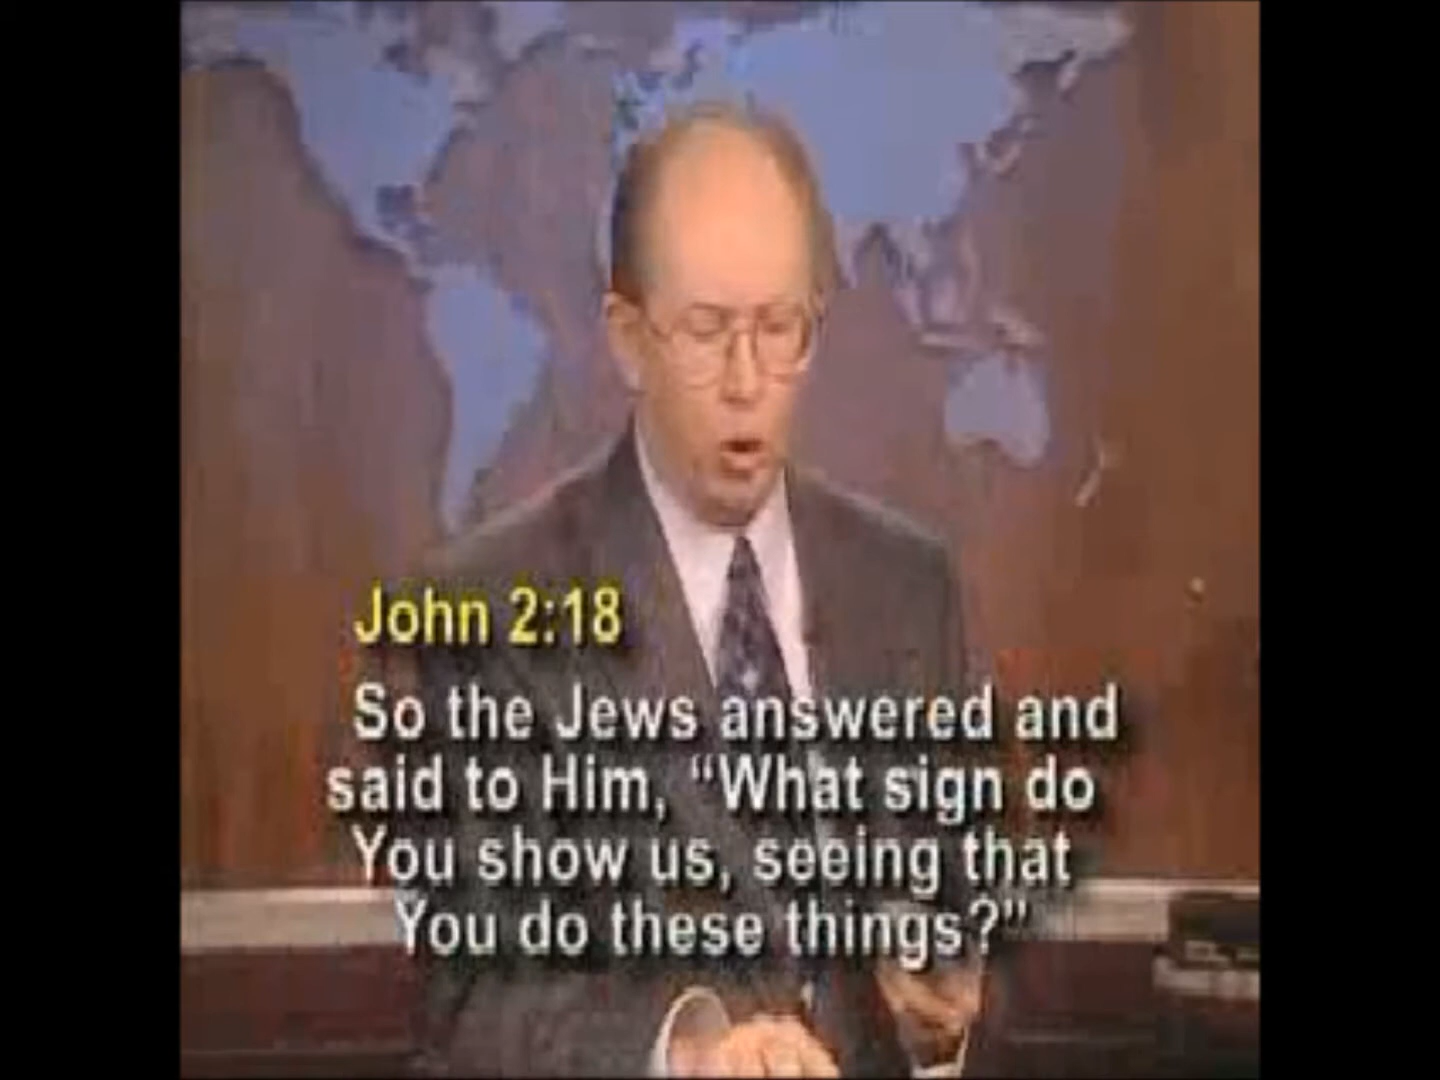 John 2:18
So the Jews answered and
said to Him, “What sign do
You show us, seeing that
You do these things?”